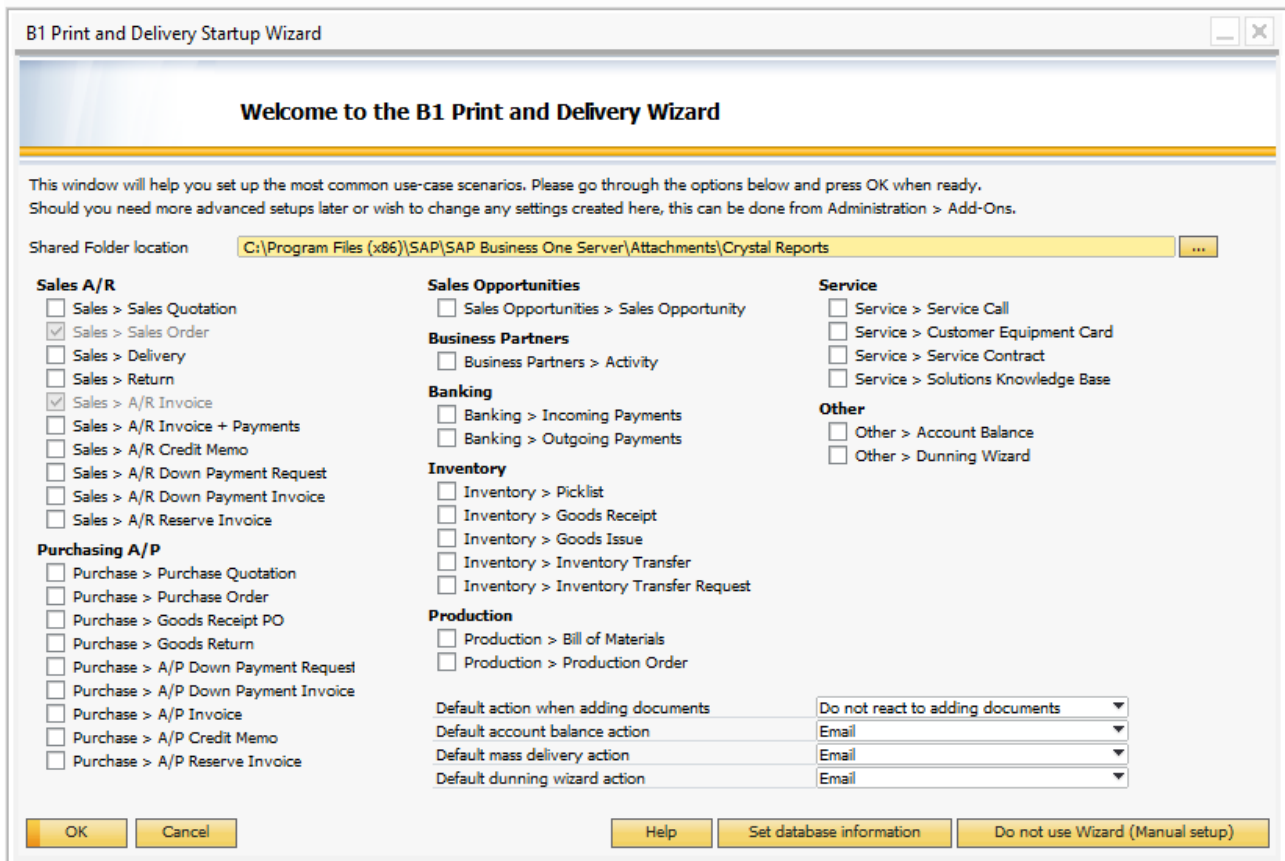 B1 Print and Delivery Startup Wizard
Welcome to the B1 Print and Delivery Wizard
This window will help you set up the most common use-case scenarios. Please go through the options below and press OK when ready.
Should you need more advanced setups later or wish to change any settings created here, this can be done from Administration > Add-Ons.
Shared Folder location C:\Program Files (x86)\SAP\SAP Business One Server\Attachments\Crystal Reports ...
Sales A/R
Sales > Sales Quotation
Sales > Sales Order
Sales > Delivery
Sales > Return
Sales > A/R Invoice
Sales > A/R Invoice + Payments
Sales > A/R Credit Memo
Sales > A/R Down Payment Request
Sales > A/R Down Payment Invoice
Sales > A/R Reserve Invoice
Purchasing A/P
Purchase > Purchase Quotation
Purchase > Purchase Order
Purchase > Goods Receipt PO
Purchase > Goods Return
Purchase > A/P Down Payment Request
Purchase > A/P Down Payment Invoice
Purchase > A/P Invoice
Purchase > A/P Credit Memo
Purchase > A/P Reserve Invoice
Sales Opportunities
Sales Opportunities > Sales Opportunity
Business Partners
Business Partners > Activity
Banking
Banking > Incoming Payments
Banking > Outgoing Payments
Inventory
Inventory > Picklist
Inventory > Goods Receipt
Inventory > Goods Issue
Inventory > Inventory Transfer
Inventory > Inventory Transfer Request
Production
Production > Bill of Materials
Production > Production Order
Service
Service > Service Call
Service > Customer Equipment Card
Service > Service Contract
Service > Solutions Knowledge Base
Other
Other > Account Balance
Other > Dunning Wizard
Default action when adding documents Do not react to adding documents
Default account balance action Email
Default mass delivery action Email
Default dunning wizard action Email
OK Cancel Help Set database information Do not use Wizard (Manual setup)